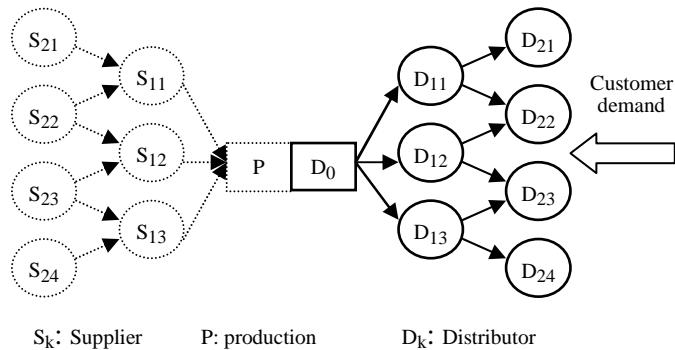 S21
S22
S23
S24
S11
S12
S13
P
D0
D11
D12
D13
D21
D22
D23
D24
Customer
demand
Sk: Supplier
P: production
Dk: Distributor